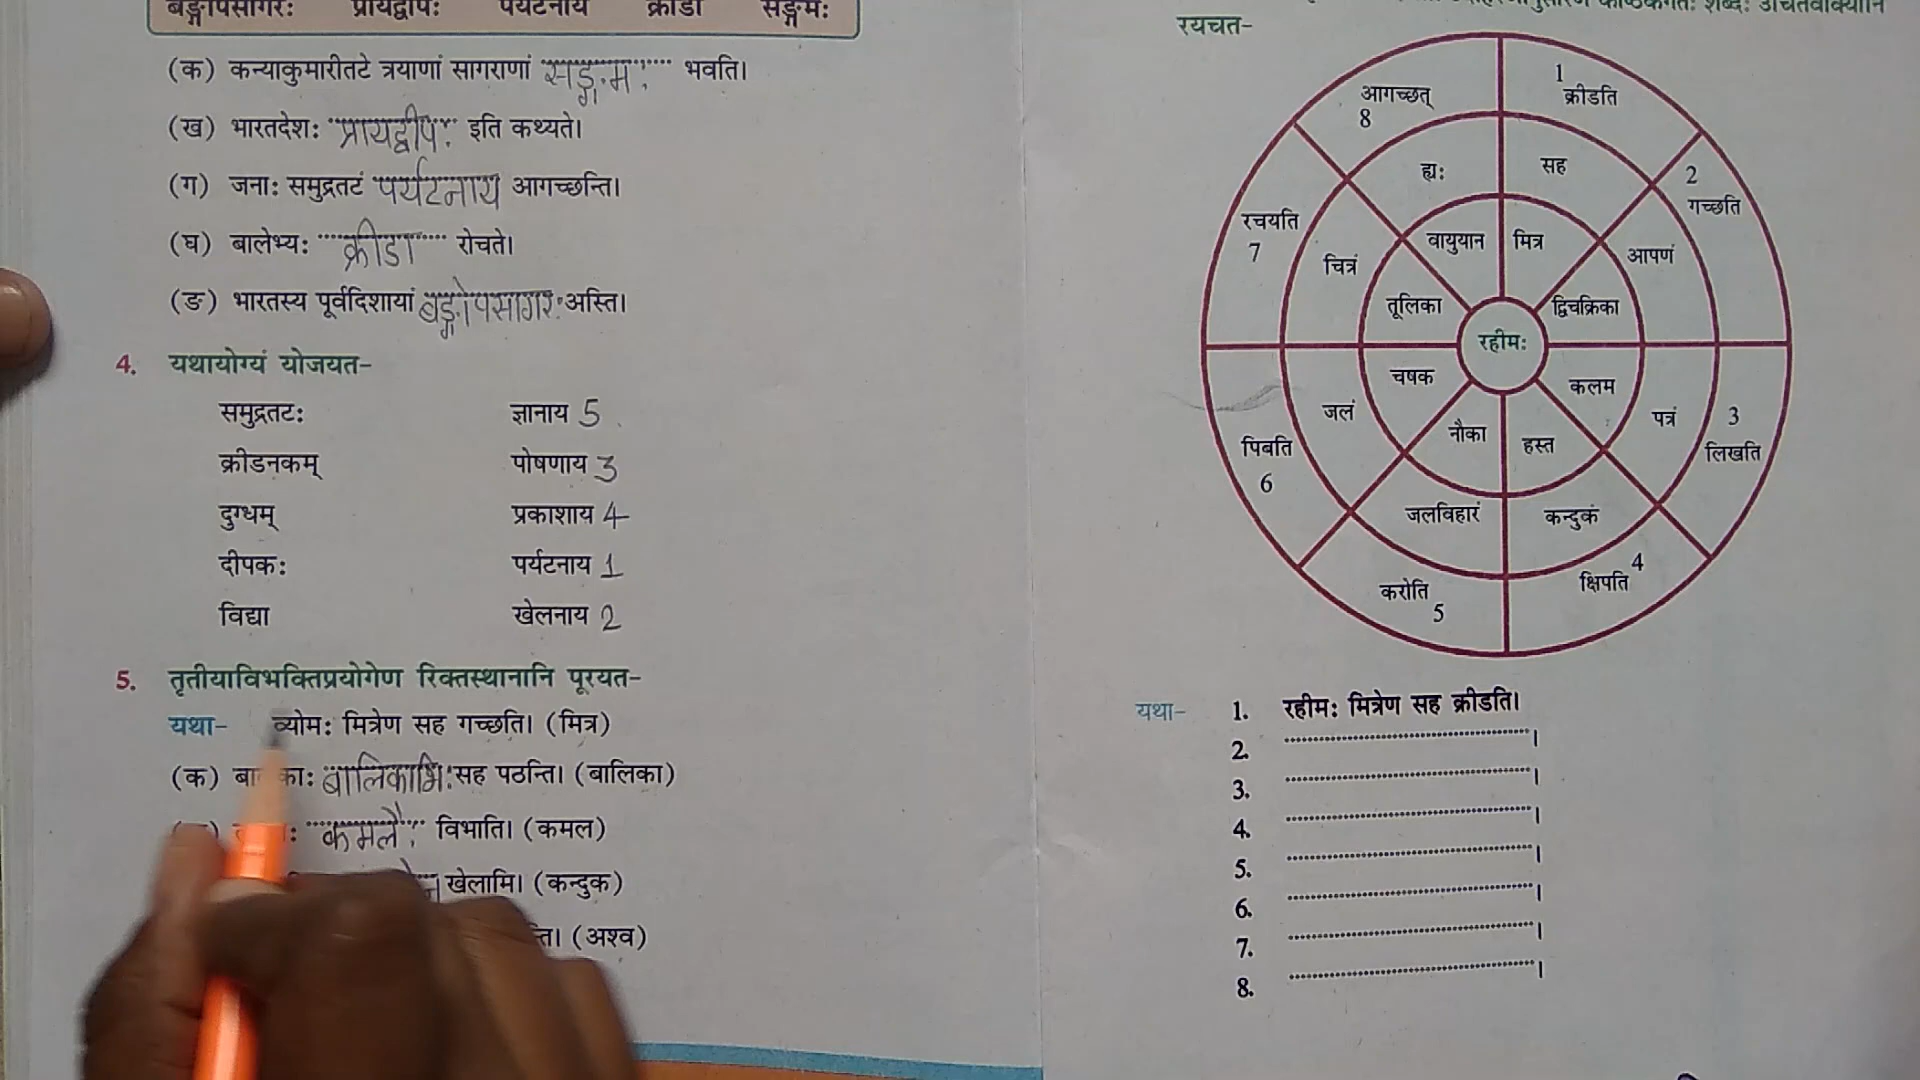 प्रायद्वीपः पर्यटनाय क्रीडा सङ्गमः
(क) कन्याकुमारीतटे त्रयाणां सागराणां सङ्गमः भवति।
(ख) भारतदेशः प्रायद्वीपः इति कथ्यते।
(ग) जनाः समुद्रतटं पर्यटनाय आगच्छन्ति।
(घ) बालेभ्यः क्रीडा रोचते।
(ङ) भारतस्य पूर्वदिशायां बङ्गोपसागरः अस्ति।
4. यथायोग्यं योजयत-
समुद्रतटः ज्ञानाय 5
क्रीडनकम् पोषणाय 3
दुग्धम् प्रकाशाय 4
दीपकः पर्यटनाय 1
विद्या खेलनाय 2
5. तृतीयाविभक्तिप्रयोगेण रिक्तस्थानानि पूरयत-
यथा- व्योमः मित्रेण सह गच्छति। (मित्र)
(क) बालिकाभिः सह पठन्ति। (बालिका)
कमलैः विभाति। (कमल)
खेलामि। (कन्दुक)
(अश्व)
रयचत-
आगच्छत् 8
1 क्रीडति
ह्यः
सह
2 गच्छति
रचयति 7
चित्रं
वायुयान
मित्र
आपणं
तूलिका
द्विचक्रिका
रहीमः
चषक
कलम
जलं
पत्रं
3 लिखति
पिबति 6
नौका
हस्त
जलविहारं
कन्दुकं
करोति 5
क्षिपति 4
यथा- 1. रहीमः मित्रेण सह क्रीडति।
2.
3.
4.
5.
6.
7.
8.